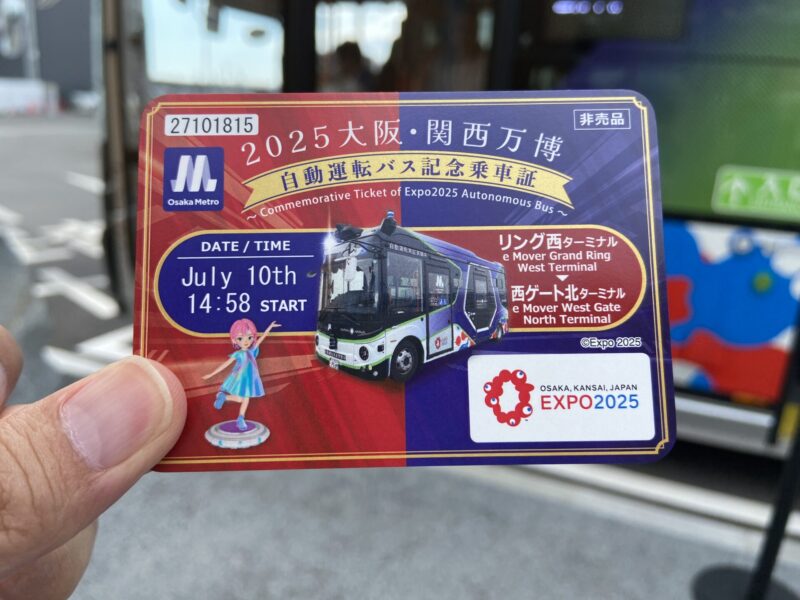 27101815
2025大阪・関西万博
非売品
自動運転バス記念乗車証
～Commemorative Ticket of Expo2025 Autonomous Bus～
Osaka Metro
DATE / TIME
July 10th
14:58 START
リング西ターミナル
e Mover Grand Ring
West Terminal
西ゲート北ターミナル
e Mover West Gate
North Terminal
©Expo 2025
OSAKA, KANSAI, JAPAN
EXPO2025